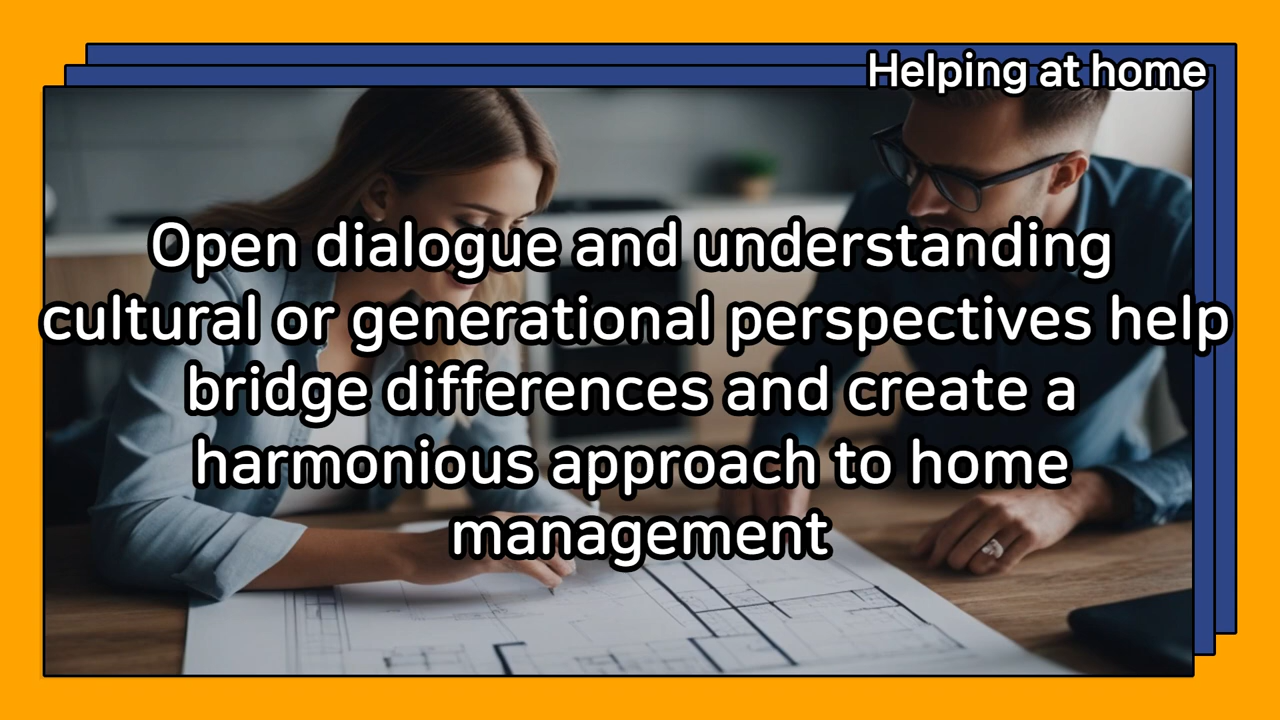 Helping at home
Open dialogue and understanding
cultural or generational perspectives help
bridge differences and create a
harmonious approach to home
management